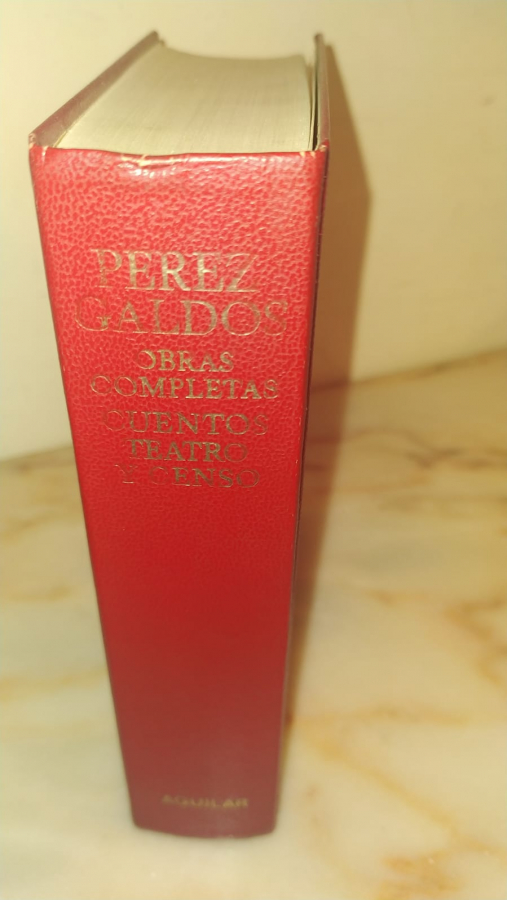 PEREZ
GALDOS
OBRAS
COMPLETAS
CUENTOS
TEATRO
Y CENSO
AGUILAR